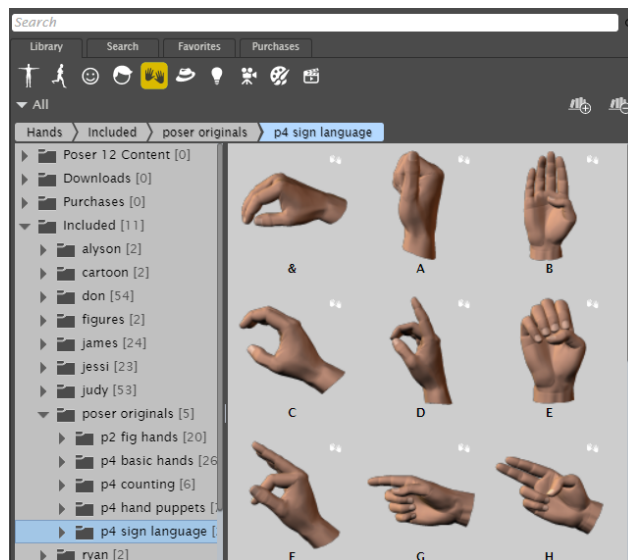 Search
Library Search Favorites Purchases
All
Hands Included poser originals p4 sign language
Poser 12 Content [0]
Downloads [0]
Purchases [0]
Included [11]
alyson [2]
cartoon [2]
don [54]
figures [2]
james [24]
jessi [23]
judy [53]
poser originals [5]
p2 fig hands [20]
p4 basic hands [26
p4 counting [6]
p4 hand puppets [
p4 sign language [
ryan [2]
& A B
C D E
F G H